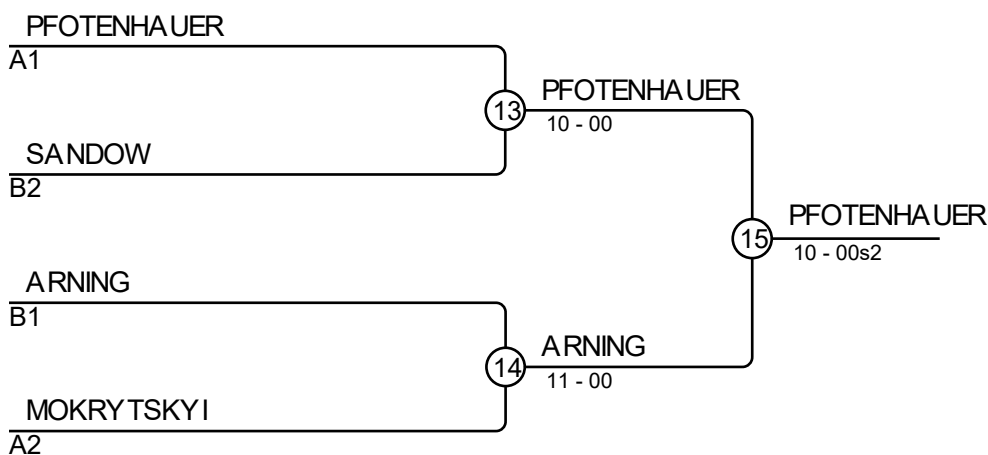 PFOTENHAUER
A1
13
PFOTENHAUER
10 - 00
SANDOW
B2
15
PFOTENHAUER
10 - 00s2
ARNING
B1
14
ARNING
11 - 00
MOKRYTSKYI
A2